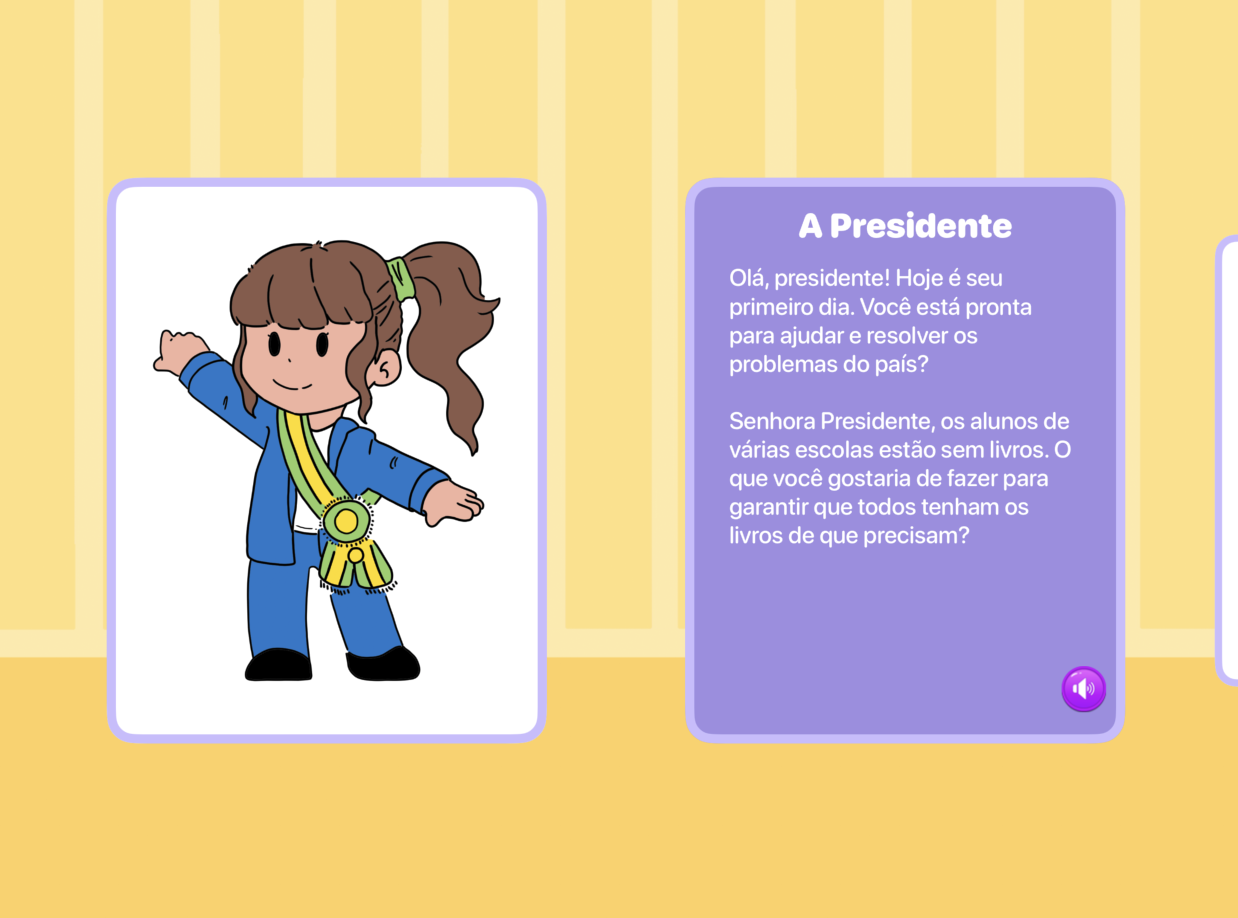 A Presidente
Olá, presidente! Hoje é seu
primeiro dia. Você está pronta
para ajudar e resolver os
problemas do país?
Senhora Presidente, os alunos de
várias escolas estão sem livros. O
que você gostaria de fazer para
garantir que todos tenham os
livros de que precisam?